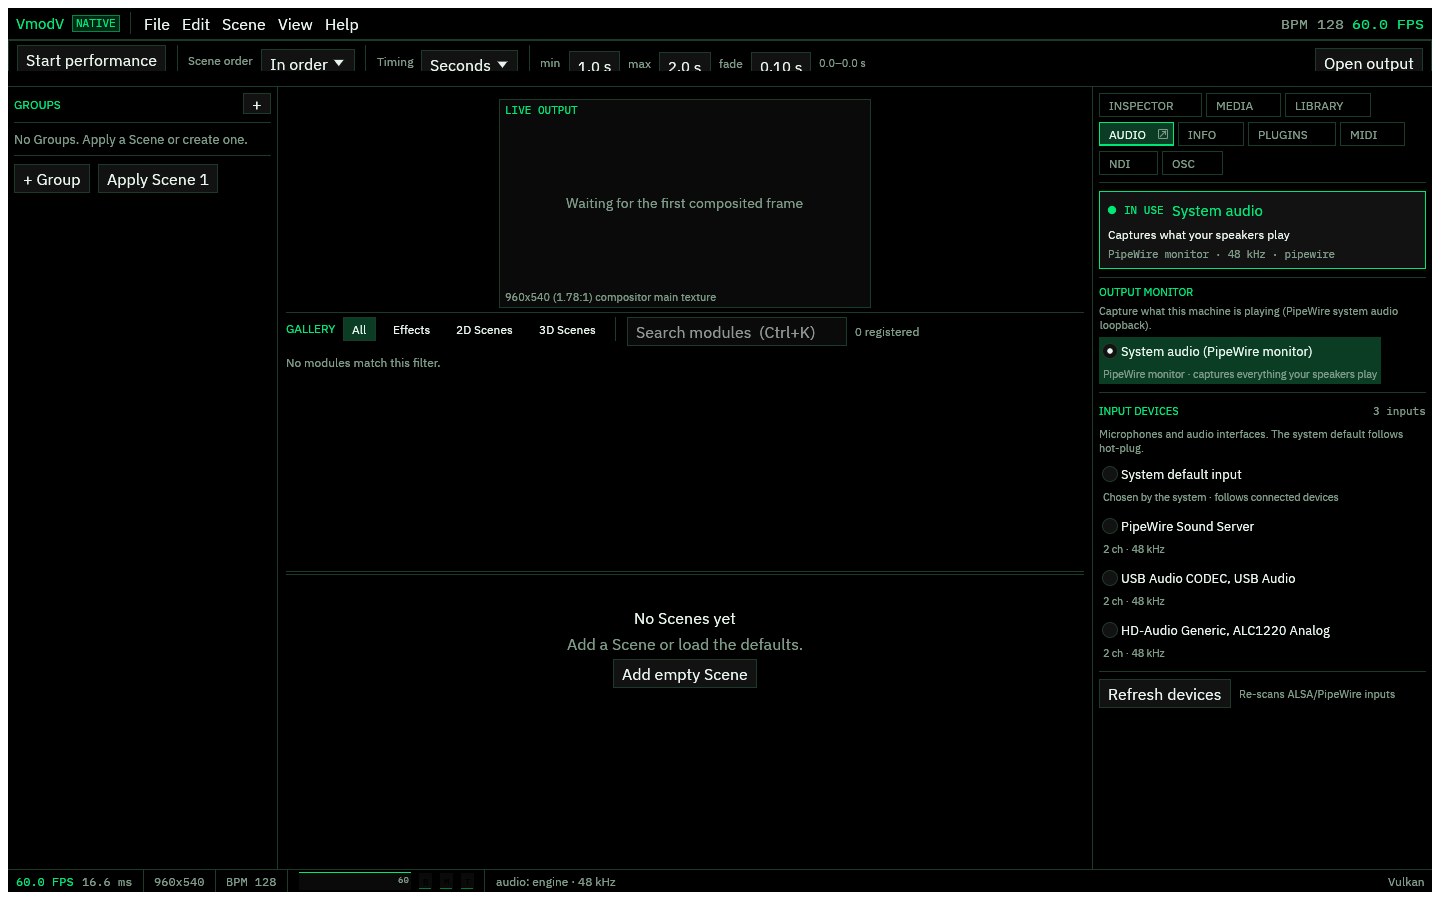 VmodV NATIVE File Edit Scene View Help BPM 128 60.0 FPS
Start performance Scene order In order Timing Seconds min 1.0 s max 2.0 s fade 0.10 s 0.0–0.0 s Open output
GROUPS +
No Groups. Apply a Scene or create one.
+ Group Apply Scene 1
LIVE OUTPUT
Waiting for the first composited frame
960x540 (1.78:1) compositor main texture
GALLERY All Effects 2D Scenes 3D Scenes Search modules (Ctrl+K) 0 registered
No modules match this filter.
No Scenes yet
Add a Scene or load the defaults.
Add empty Scene
INSPECTOR MEDIA LIBRARY
AUDIO INFO PLUGINS MIDI
NDI OSC
IN USE System audio
Captures what your speakers play
PipeWire monitor · 48 kHz · pipewire
OUTPUT MONITOR
Capture what this machine is playing (PipeWire system audio
loopback).
System audio (PipeWire monitor)
PipeWire monitor · captures everything your speakers play
INPUT DEVICES 3 inputs
Microphones and audio interfaces. The system default follows
hot-plug.
System default input
Chosen by the system · follows connected devices
PipeWire Sound Server
2 ch · 48 kHz
USB Audio CODEC, USB Audio
2 ch · 48 kHz
HD-Audio Generic, ALC1220 Analog
2 ch · 48 kHz
Refresh devices Re-scans ALSA/PipeWire inputs
60.0 FPS 16.6 ms 960x540 BPM 128 60 audio: engine · 48 kHz Vulkan